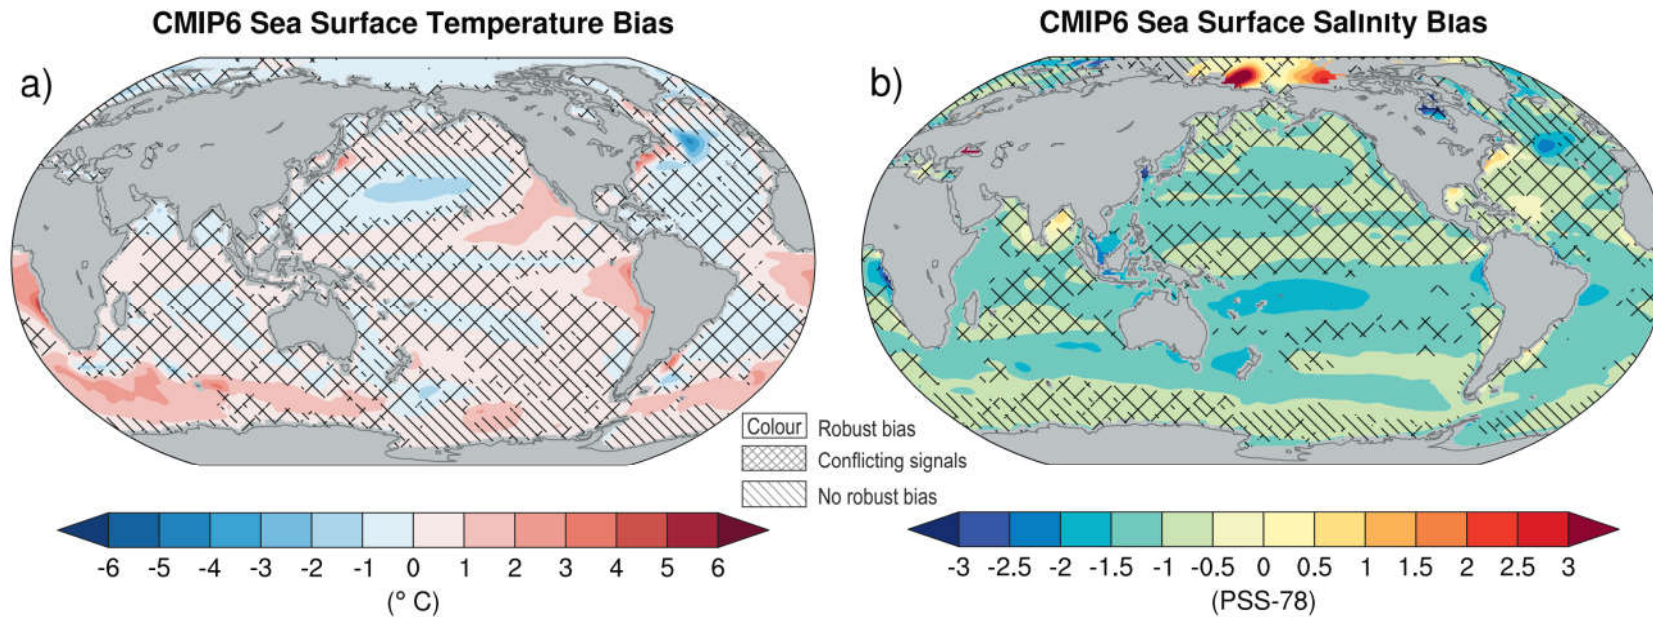 CMIP6 Sea Surface Temperature Bias
CMIP6 Sea Surface Salinity Bias
a)
b)
Colour Robust bias
Conflicting signals
No robust bias
-6 -5 -4 -3 -2 -1 0 1 2 3 4 5 6
(° C)
-3 -2.5 -2 -1.5 -1 -0.5 0 0.5 1 1.5 2 2.5 3
(PSS-78)